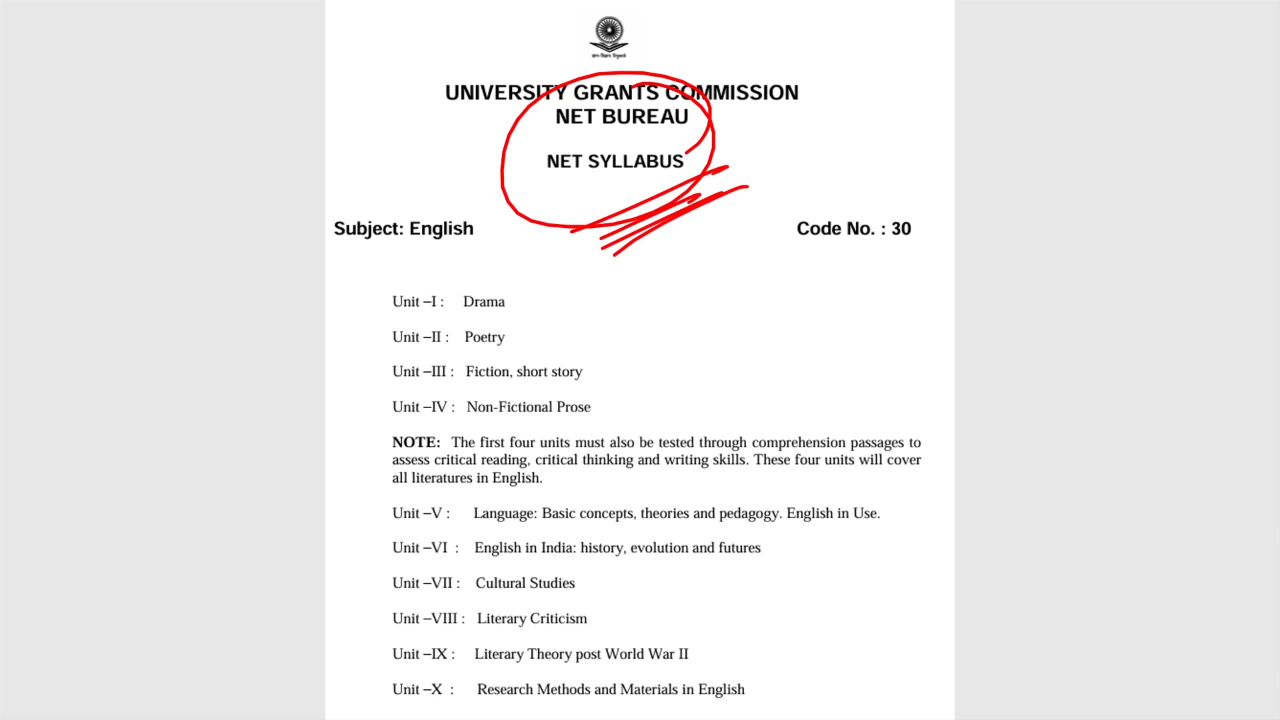 UNIVERSITY GRANTS COMMISSION
NET BUREAU
NET SYLLABUS
Subject: English Code No. : 30
Unit –I : Drama
Unit –II : Poetry
Unit –III : Fiction, short story
Unit –IV : Non-Fictional Prose
NOTE: The first four units must also be tested through comprehension passages to
assess critical reading, critical thinking and writing skills. These four units will cover
all literatures in English.
Unit –V : Language: Basic concepts, theories and pedagogy. English in Use.
Unit –VI : English in India: history, evolution and futures
Unit –VII : Cultural Studies
Unit –VIII : Literary Criticism
Unit –IX : Literary Theory post World War II
Unit –X : Research Methods and Materials in English